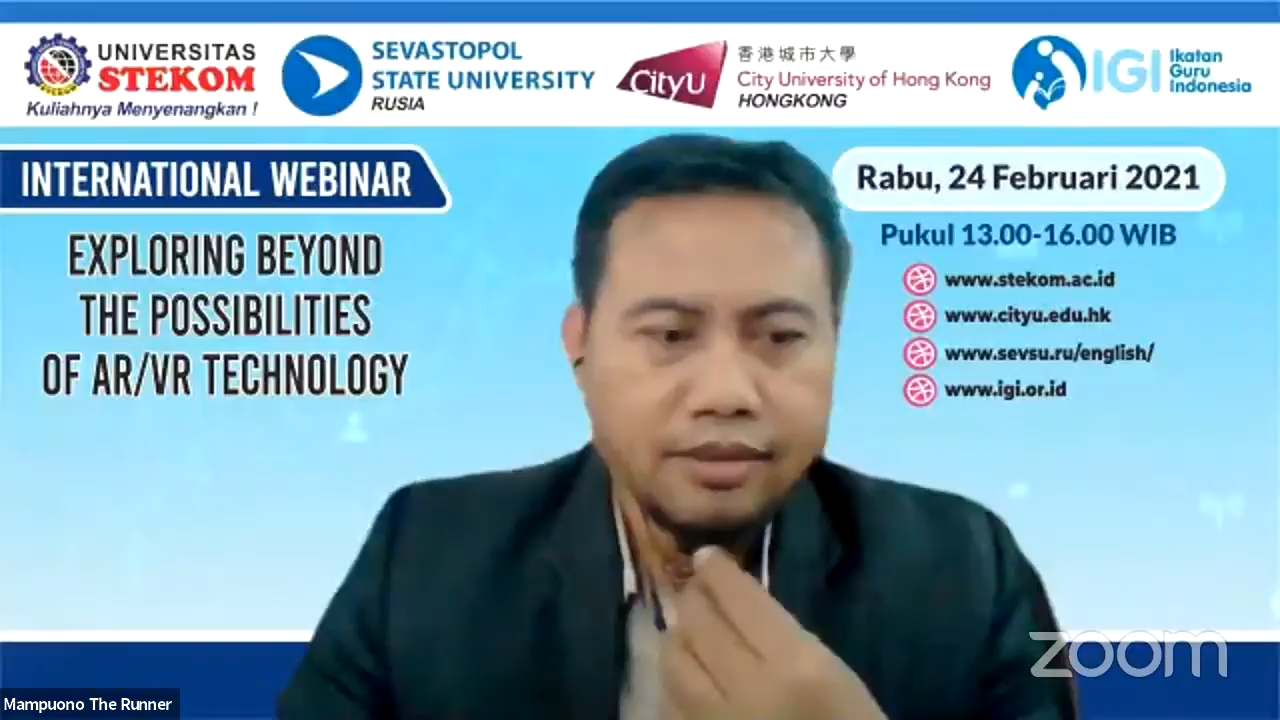 UNIVERSITAS
STEKOM
Kuliahnya Menyenangkan !
SEVASTOPOL
STATE UNIVERSITY
RUSIA
CityU
香港城市大學
City University of Hong Kong
HONGKONG
IGI
Ikatan
Guru
Indonesia
INTERNATIONAL WEBINAR
EXPLORING BEYOND
THE POSSIBILITIES
OF AR/VR TECHNOLOGY
Rabu, 24 Februari 2021
Pukul 13.00-16.00 WIB
www.stekom.ac.id
www.cityu.edu.hk
www.sevsu.ru/english/
www.igi.or.id
zoom
Mampuono The Runner